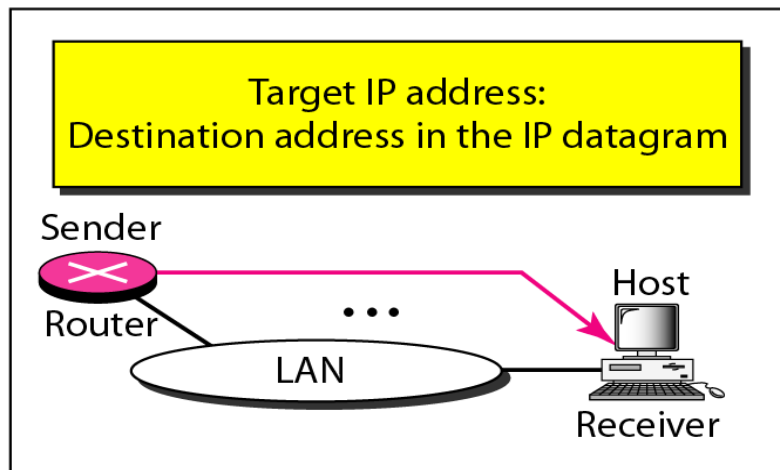 Target IP address:
Destination address in the IP datagram
Sender
Router
LAN
Host
Receiver